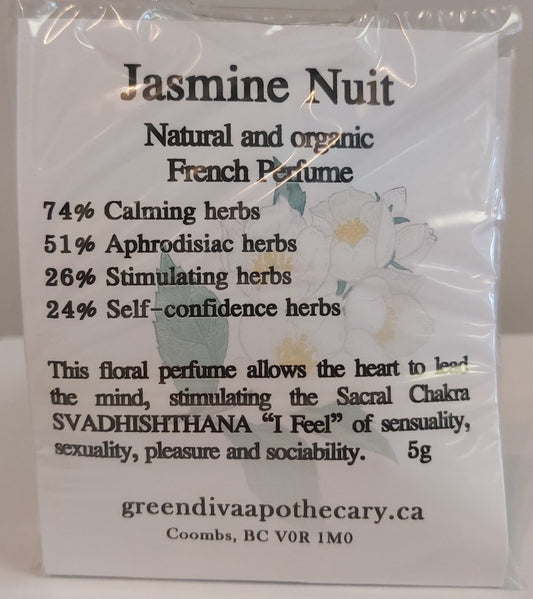 Jasmine Nuit
Natural and organic
French Perfume
74% Calming herbs
51% Aphrodisiac herbs
26% Stimulating herbs
24% Self-confidence herbs
This floral perfume allows the heart to lead
the mind, stimulating the Sacral Chakra
SVADHISHTHANA “I Feel” of sensuality,
sexuality, pleasure and sociability. 5g
greendivaapothecary.ca
Coombs, BC V0R 1M0